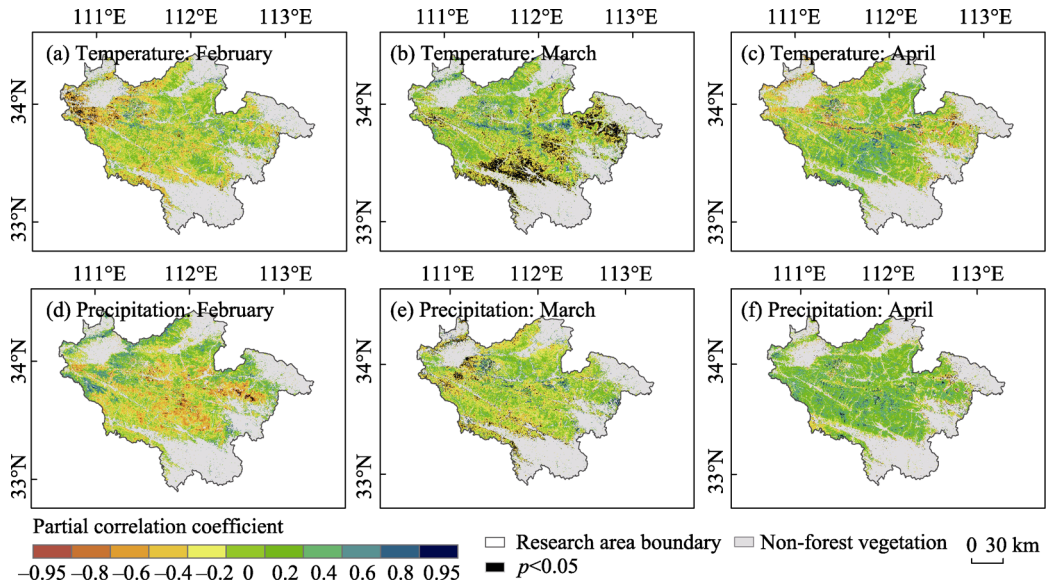 111°E 112°E 113°E 111°E 112°E 113°E 111°E 112°E 113°E
(a) Temperature: February
(b) Temperature: March
(c) Temperature: April
34°N 34°N 34°N
33°N 33°N 33°N
111°E 112°E 113°E 111°E 112°E 113°E 111°E 112°E 113°E
(d) Precipitation: February
(e) Precipitation: March
(f) Precipitation: April
34°N 34°N 34°N
33°N 33°N 33°N
Partial correlation coefficient
–0.95 –0.8 –0.6 –0.4 –0.2 0 0.2 0.4 0.6 0.8 0.95
Research area boundary
Non-forest vegetation
p<0.05
0 30 km